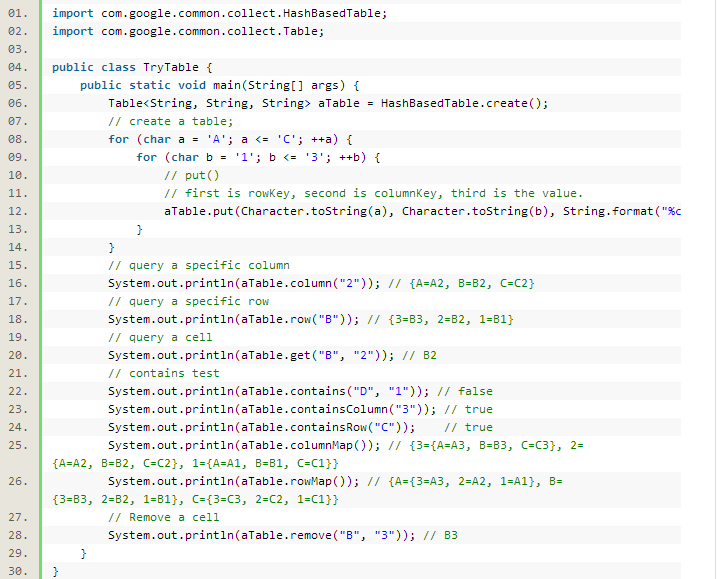 01. import com.google.common.collect.HashBasedTable;
02. import com.google.common.collect.Table;
03.
04. public class TryTable {
05.     public static void main(String[] args) {
06.         Table<String, String, String> aTable = HashBasedTable.create();
07.         // create a table;
08.         for (char a = 'A'; a <= 'C'; ++a) {
09.             for (char b = '1'; b <= '3'; ++b) {
10.                 // put()
11.                 // first is rowKey, second is columnKey, third is the value.
12.                 aTable.put(Character.toString(a), Character.toString(b), String.format("%c
13.             }
14.         }
15.         // query a specific column
16.         System.out.println(aTable.column("2")); // {A=A2, B=B2, C=C2}
17.         // query a specific row
18.         System.out.println(aTable.row("B")); // {3=B3, 2=B2, 1=B1}
19.         // query a cell
20.         System.out.println(aTable.get("B", "2")); // B2
21.         // contains test
22.         System.out.println(aTable.contains("D", "1")); // false
23.         System.out.println(aTable.containsColumn("3")); // true
24.         System.out.println(aTable.containsRow("C"));    // true
25.         System.out.println(aTable.columnMap()); // {3={A=A3, B=B3, C=C3}, 2=
{A=A2, B=B2, C=C2}, 1={A=A1, B=B1, C=C1}}
26.         System.out.println(aTable.rowMap()); // {A={3=A3, 2=A2, 1=A1}, B=
{3=B3, 2=B2, 1=B1}, C={3=C3, 2=C2, 1=C1}}
27.         // Remove a cell
28.         System.out.println(aTable.remove("B", "3")); // B3
29.     }
30. }